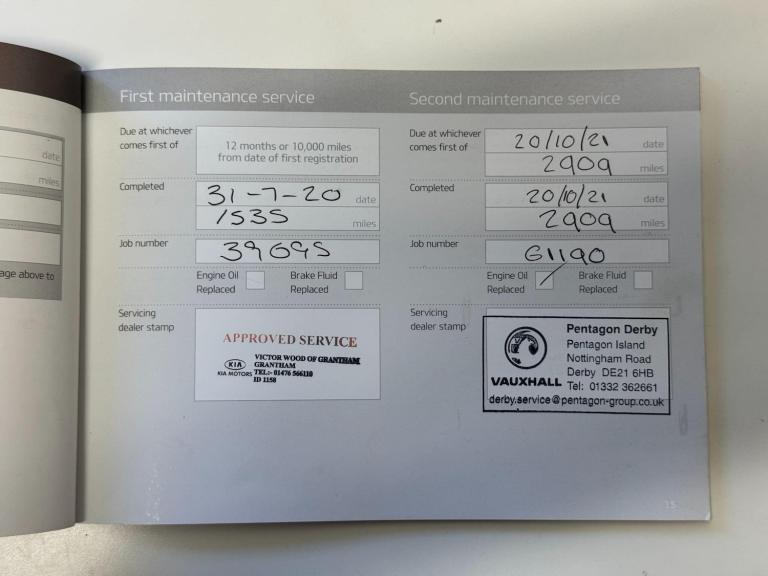 date
miles
age above to
First maintenance service
Due at whichever comes first of
12 months or 10,000 miles
from date of first registration
Completed
31-7-20 date
1535 miles
Job number
39695
Engine Oil Replaced
Brake Fluid Replaced
Servicing dealer stamp
APPROVED SERVICE
KIA
KIA MOTORS
VICTOR WOOD OF GRANTHAM
GRANTHAM
TEL:- 01476 566110
ID 1158
Second maintenance service
Due at whichever comes first of
20/10/21 date
2909 miles
Completed
20/10/21 date
2909 miles
Job number
61190
Engine Oil Replaced
Brake Fluid Replaced
Servicing dealer stamp
VAUXHALL
Pentagon Derby
Pentagon Island
Nottingham Road
Derby DE21 6HB
Tel: 01332 362661
derby.service@pentagon-group.co.uk
15